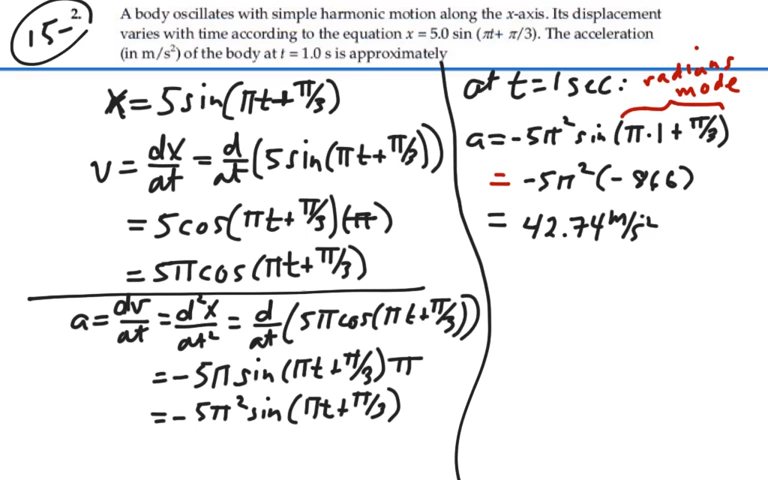 15-
2. A body oscillates with simple harmonic motion along the x-axis. Its displacement
varies with time according to the equation x = 5.0 sin (πt+ π/3). The acceleration
(in m/s²) of the body at t = 1.0 s is approximately
x=5sin(πt+π/3)
v=dx/dt=d/dt(5sin(πt+π/3))
=5cos(πt+π/3)(π)
=5πcos(πt+π/3)
a=dv/dt=d²x/dt²=d/dt(5πcos(πt+π/3))
=-5πsin(πt+π/3)π
=-5π²sin(πt+π/3)
at t=1sec: radians
mode
a=-5π²sin(π·1+π/3)
=-5π²(-866)
=42.74m/s²